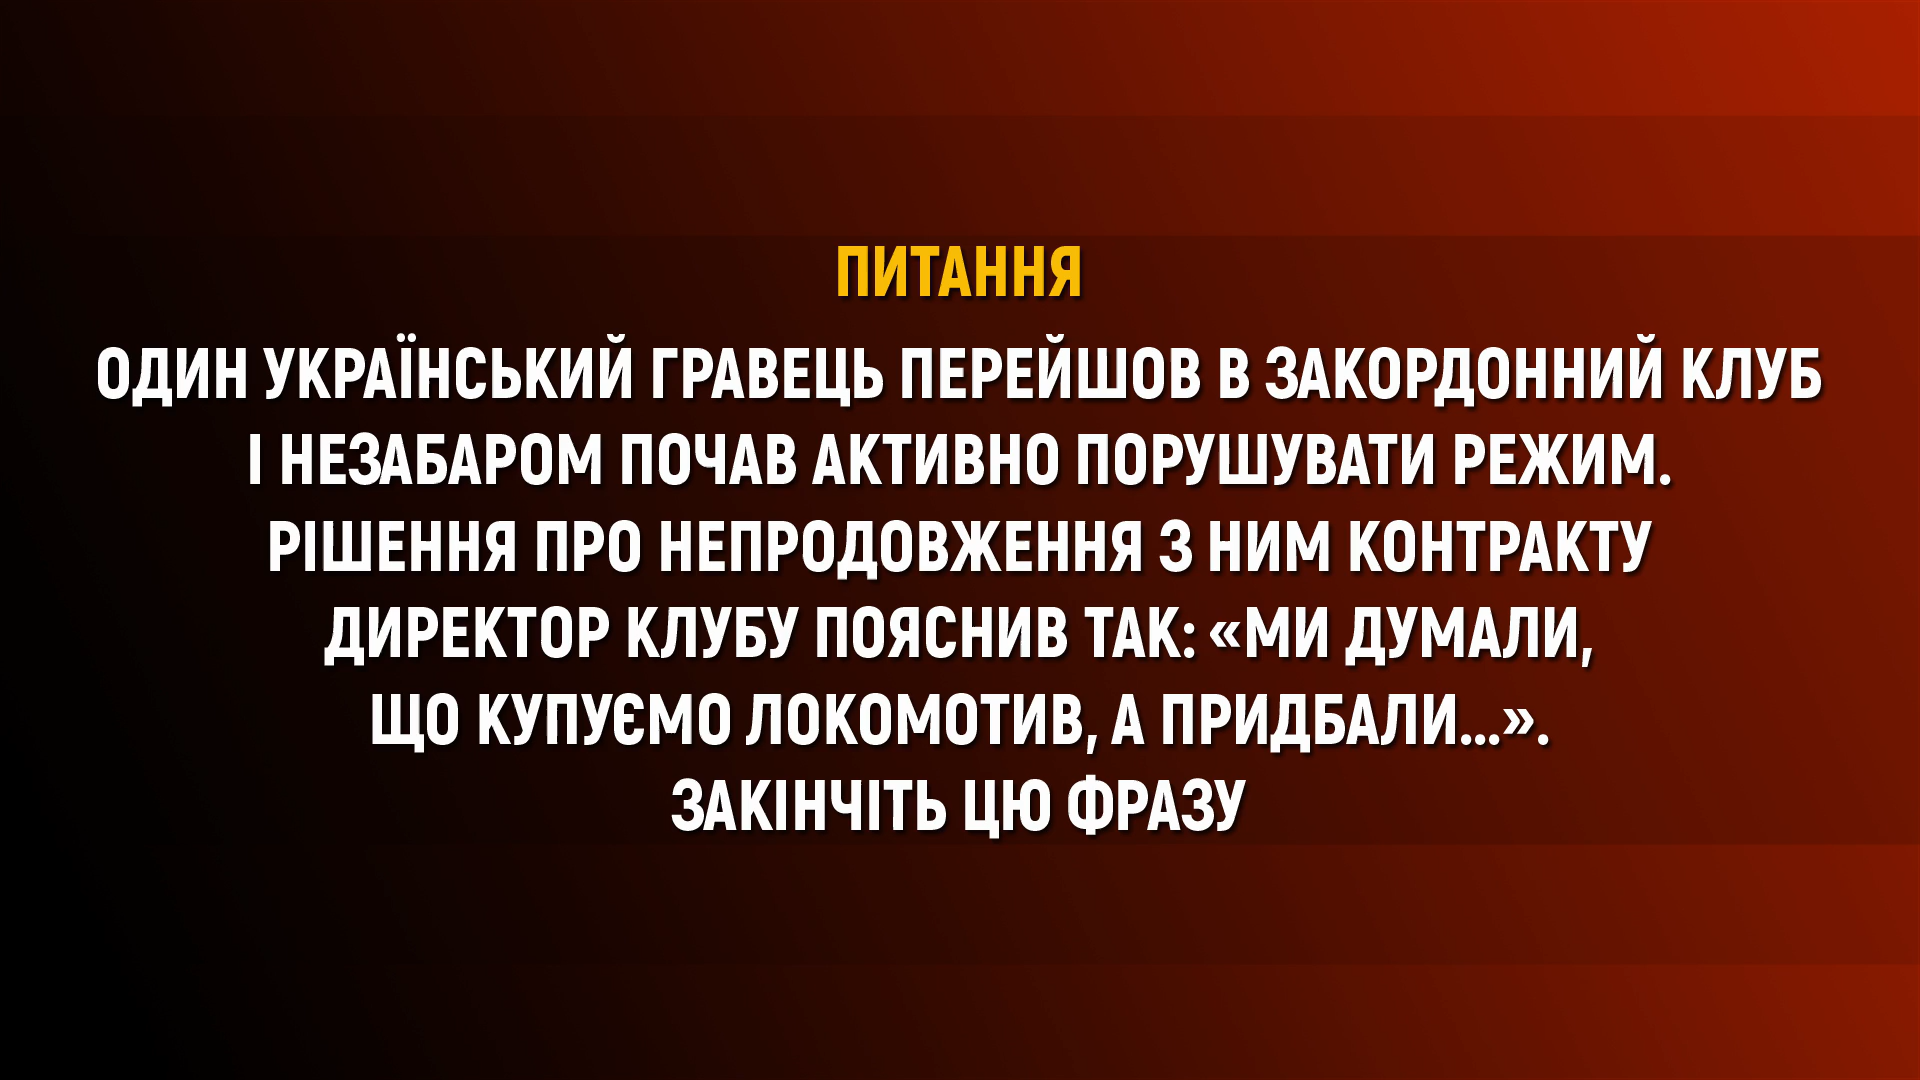 ПИТАННЯ
ОДИН УКРАЇНСЬКИЙ ГРАВЕЦЬ ПЕРЕЙШОВ В ЗАКОРДОННИЙ КЛУБ
І НЕЗАБАРОМ ПОЧАВ АКТИВНО ПОРУШУВАТИ РЕЖИМ.
РІШЕННЯ ПРО НЕПРОДОВЖЕННЯ З НИМ КОНТРАКТУ
ДИРЕКТОР КЛУБУ ПОЯСНИВ ТАК: «МИ ДУМАЛИ,
ЩО КУПУЄМО ЛОКОМОТИВ, А ПРИДБАЛИ...».
ЗАКІНЧІТЬ ЦЮ ФРАЗУ